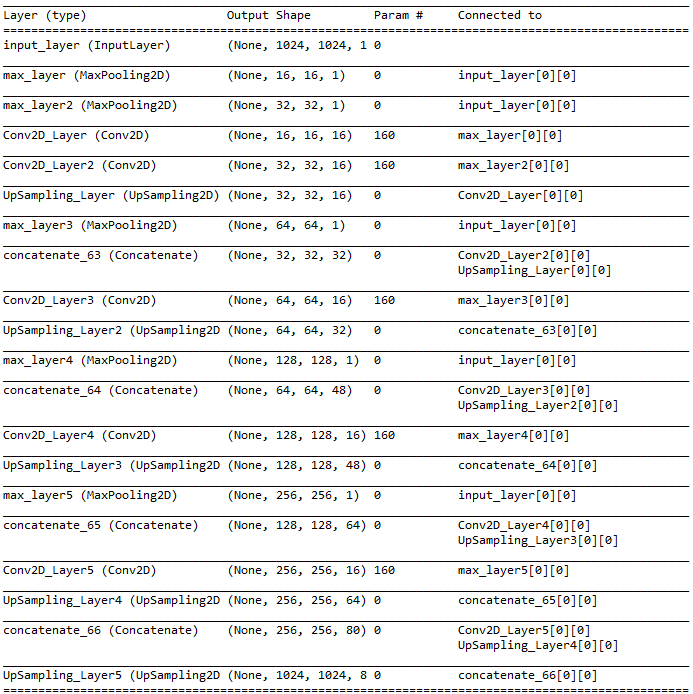 Layer (type) Output Shape Param # Connected to
input_layer (InputLayer) (None, 1024, 1024, 1 0
max_layer (MaxPooling2D) (None, 16, 16, 1) 0 input_layer[0][0]
max_layer2 (MaxPooling2D) (None, 32, 32, 1) 0 input_layer[0][0]
Conv2D_Layer (Conv2D) (None, 16, 16, 16) 160 max_layer[0][0]
Conv2D_Layer2 (Conv2D) (None, 32, 32, 16) 160 max_layer2[0][0]
UpSampling_Layer (UpSampling2D) (None, 32, 32, 16) 0 Conv2D_Layer[0][0]
max_layer3 (MaxPooling2D) (None, 64, 64, 1) 0 input_layer[0][0]
concatenate_63 (Concatenate) (None, 32, 32, 32) 0 Conv2D_Layer2[0][0]
UpSampling_Layer[0][0]
Conv2D_Layer3 (Conv2D) (None, 64, 64, 16) 160 max_layer3[0][0]
UpSampling_Layer2 (UpSampling2D (None, 64, 64, 32) 0 concatenate_63[0][0]
max_layer4 (MaxPooling2D) (None, 128, 128, 1) 0 input_layer[0][0]
concatenate_64 (Concatenate) (None, 64, 64, 48) 0 Conv2D_Layer3[0][0]
UpSampling_Layer2[0][0]
Conv2D_Layer4 (Conv2D) (None, 128, 128, 16) 160 max_layer4[0][0]
UpSampling_Layer3 (UpSampling2D (None, 128, 128, 48) 0 concatenate_64[0][0]
max_layer5 (MaxPooling2D) (None, 256, 256, 1) 0 input_layer[0][0]
concatenate_65 (Concatenate) (None, 128, 128, 64) 0 Conv2D_Layer4[0][0]
UpSampling_Layer3[0][0]
Conv2D_Layer5 (Conv2D) (None, 256, 256, 16) 160 max_layer5[0][0]
UpSampling_Layer4 (UpSampling2D (None, 256, 256, 64) 0 concatenate_65[0][0]
concatenate_66 (Concatenate) (None, 256, 256, 80) 0 Conv2D_Layer5[0][0]
UpSampling_Layer4[0][0]
UpSampling_Layer5 (UpSampling2D (None, 1024, 1024, 8 0 concatenate_66[0][0]